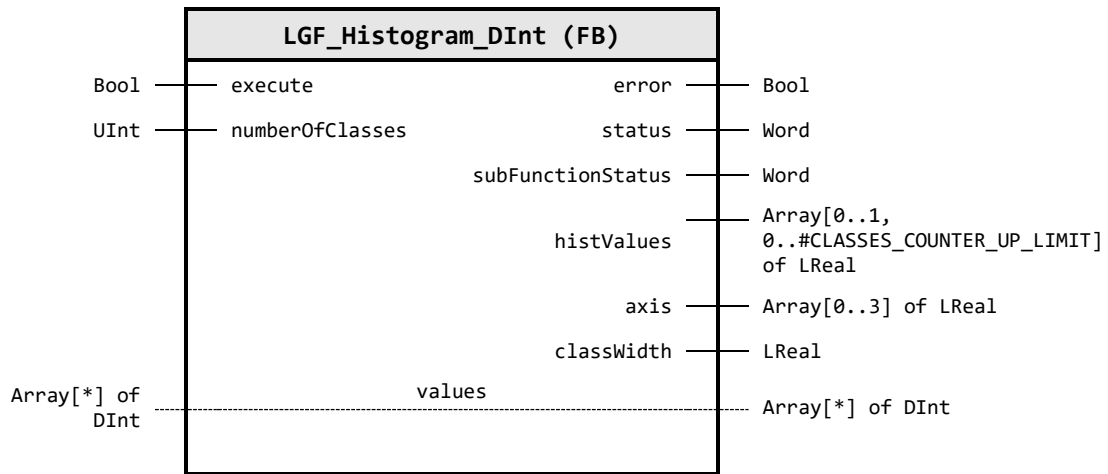 LGF_Histogram_DInt (FB)
Bool execute error Bool
UInt numberOfClasses status Word
subFunctionStatus Word
histValues Array[0..1,
0..#CLASSES_COUNTER_UP_LIMIT]
of LReal
axis Array[0..3] of LReal
classWidth LReal
Array[*] of
DInt
values
Array[*] of DInt